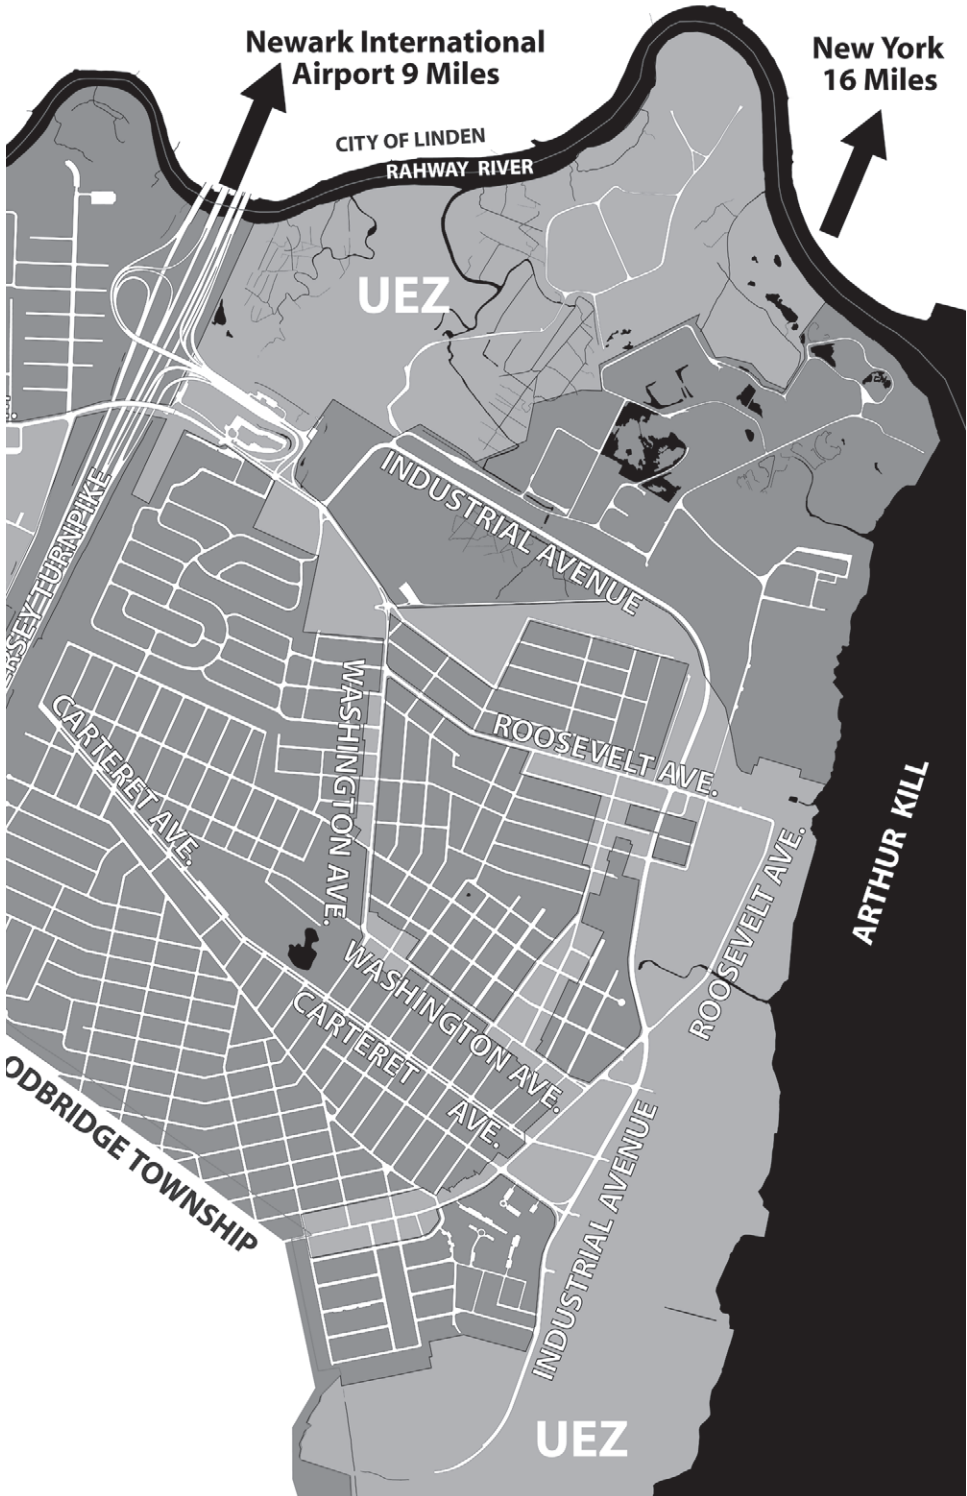 Newark International
Airport 9 Miles
New York
16 Miles
CITY OF LINDEN
RAHWAY RIVER
UEZ
INDUSTRIAL AVENUE
ERSEY TURNPIKE
WASHINGTON AVE.
ROOSEVELT AVE.
CARTERET AVE.
ARTHUR KILL
ROOSEVELT AVE.
WASHINGTON AVE.
CARTERET
AVE.
ODBRIDGE TOWNSHIP
INDUSTRIAL AVENUE
UEZ